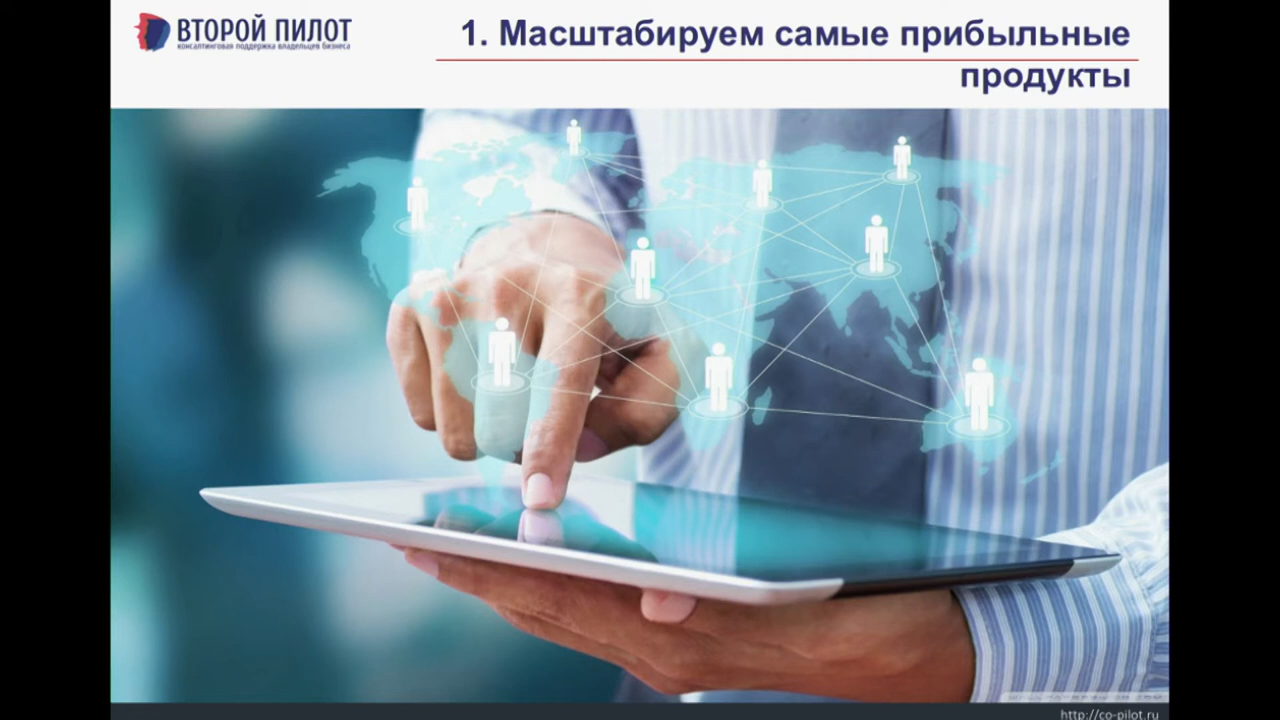 ВТОРОЙ ПИЛОТ
консалтинговая поддержка владельцев бизнеса
1. Масштабируем самые прибыльные
продукты
http://co-pilot.ru